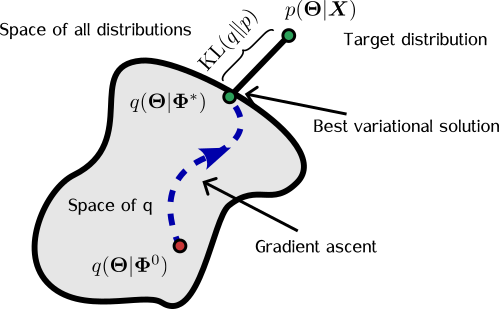 p(Θ|X)
Space of all distributions
KL(q||p)
Target distribution
q(Θ|Φ*)
Best variational solution
Space of q
Gradient ascent
q(Θ|Φ⁰)